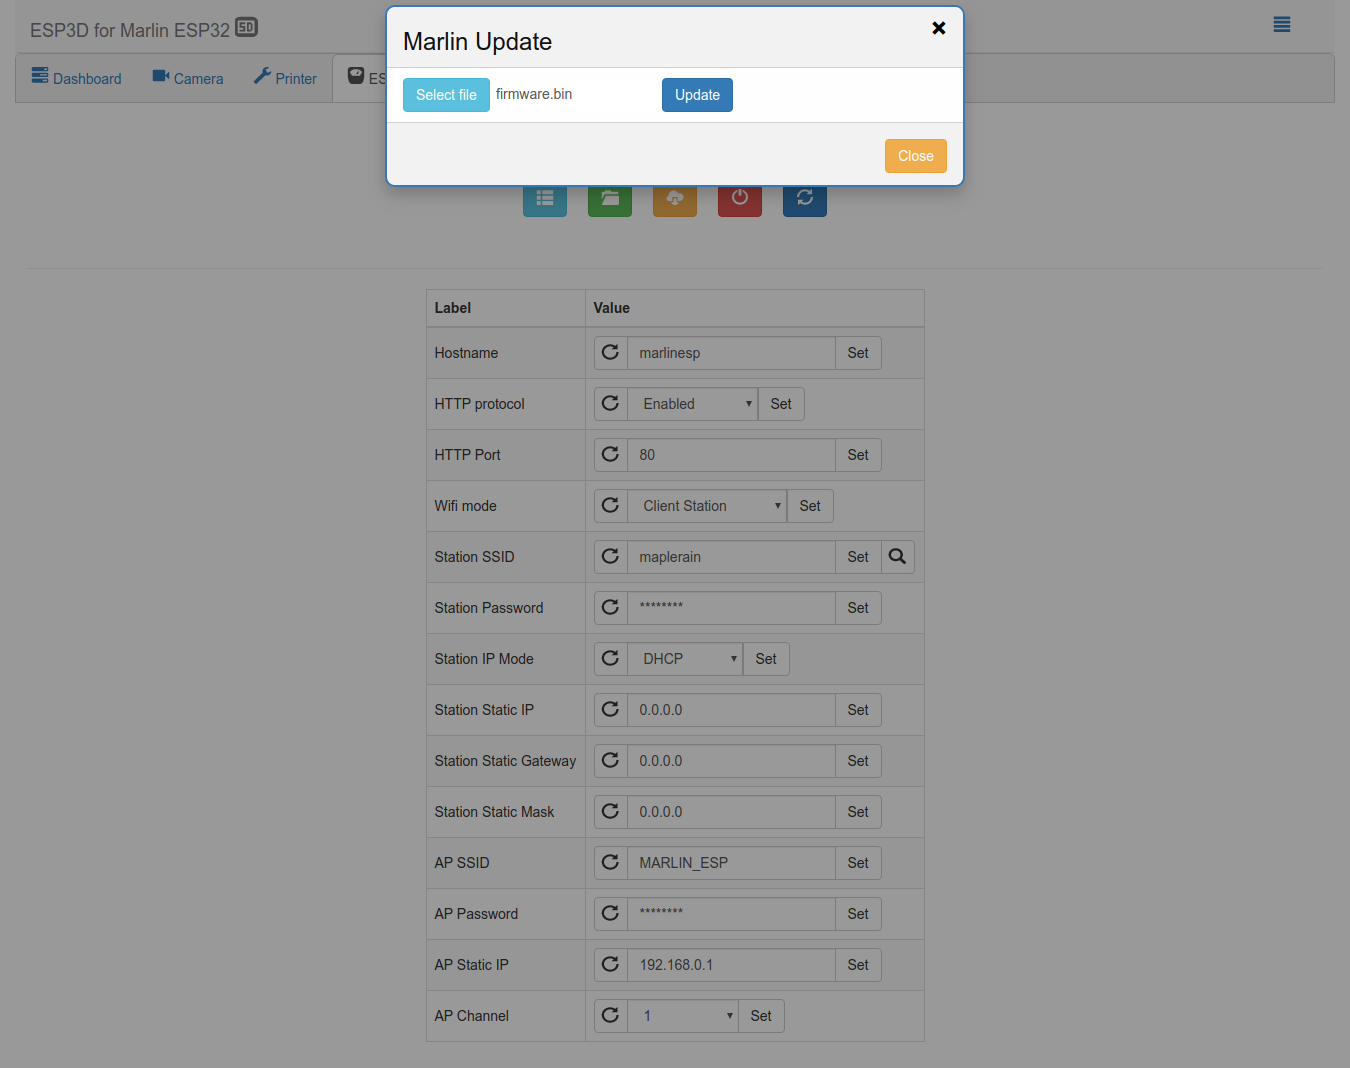 ESP3D for Marlin ESP32 SD
Marlin Update
Dashboard Camera Printer ES
Select file firmware.bin Update
Close
Label Value
Hostname marlinesp Set
HTTP protocol Enabled Set
HTTP Port 80 Set
Wifi mode Client Station Set
Station SSID maplerain Set
Station Password ******** Set
Station IP Mode DHCP Set
Station Static IP 0.0.0.0 Set
Station Static Gateway 0.0.0.0 Set
Station Static Mask 0.0.0.0 Set
AP SSID MARLIN_ESP Set
AP Password ******** Set
AP Static IP 192.168.0.1 Set
AP Channel 1 Set